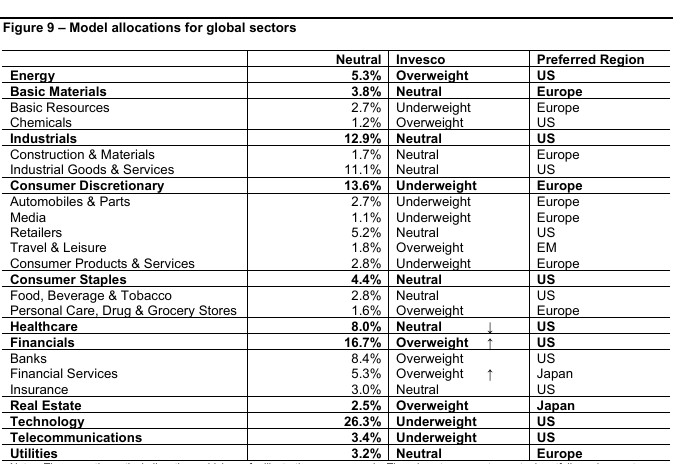 Figure 9 – Model allocations for global sectors
Neutral Invesco Preferred Region
Energy 5.3% Overweight US
Basic Materials 3.8% Neutral Europe
Basic Resources 2.7% Underweight Europe
Chemicals 1.2% Overweight US
Industrials 12.9% Neutral US
Construction & Materials 1.7% Neutral Europe
Industrial Goods & Services 11.1% Neutral US
Consumer Discretionary 13.6% Underweight Europe
Automobiles & Parts 2.7% Underweight Europe
Media 1.1% Underweight Europe
Retailers 5.2% Neutral US
Travel & Leisure 1.8% Overweight EM
Consumer Products & Services 2.8% Underweight Europe
Consumer Staples 4.4% Neutral US
Food, Beverage & Tobacco 2.8% Neutral US
Personal Care, Drug & Grocery Stores 1.6% Overweight Europe
Healthcare 8.0% Neutral ↓ US
Financials 16.7% Overweight ↑ US
Banks 8.4% Overweight US
Financial Services 5.3% Overweight ↑ Japan
Insurance 3.0% Neutral US
Real Estate 2.5% Overweight Japan
Technology 26.3% Underweight US
Telecommunications 3.4% Underweight US
Utilities 3.2% Neutral Europe